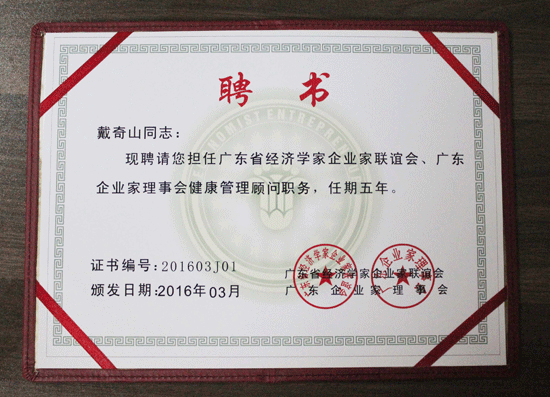 聘 书
戴奇山同志：
现聘请您担任广东省经济学家企业家联谊会、广东
企业家理事会健康管理顾问职务，任期五年。
证书编号:201603J01
广东省经济学家企业家联谊会
颁发日期:2016年03月
广东企业家理事会
ECONOMIST ENTREPRENEUR